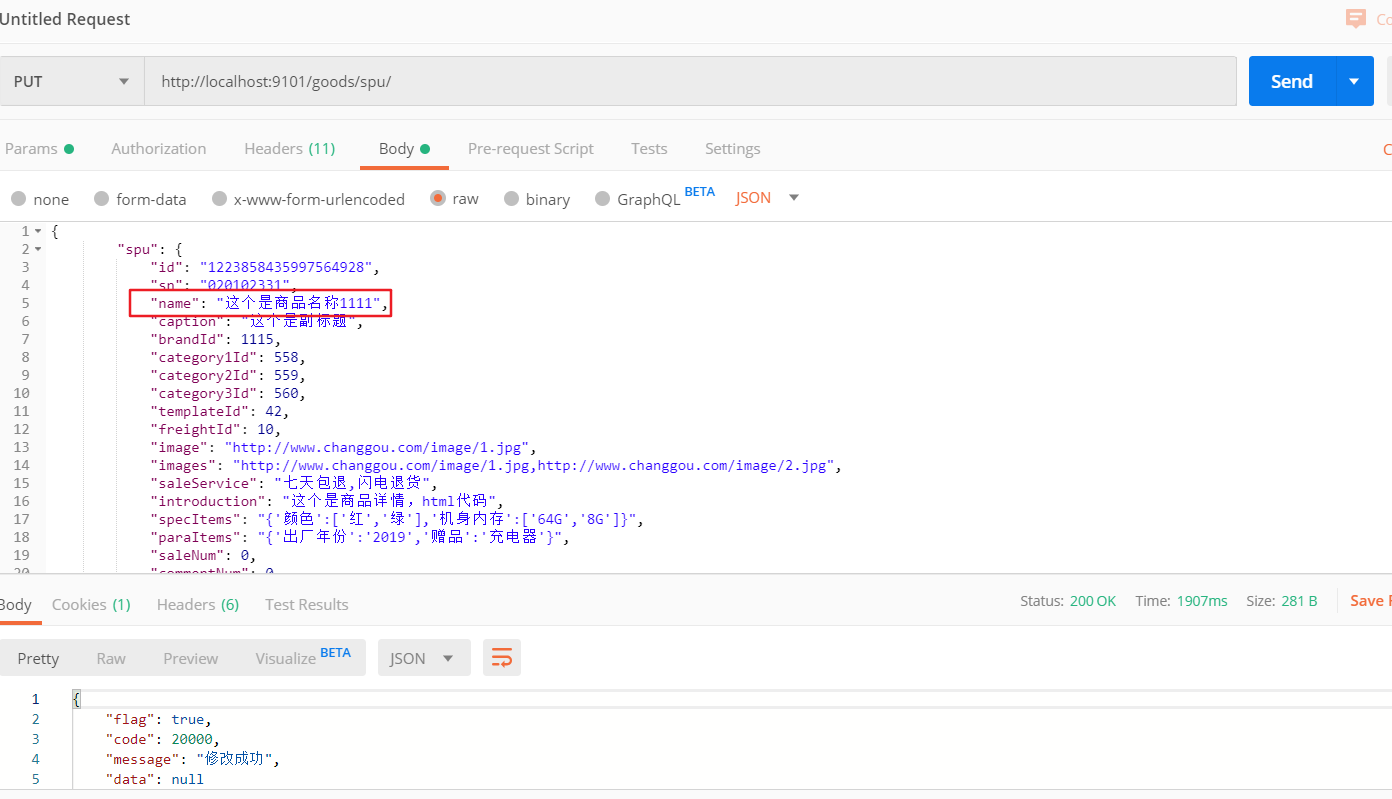 Untitled Request
Co
PUT http://localhost:9101/goods/spu/ Send
Params Authorization Headers (11) Body Pre-request Script Tests Settings C
none form-data x-www-form-urlencoded raw binary GraphQL BETA JSON
1 {
2 "spu": {
3 "id": "1223858435997564928",
4 "sn": "020102331",
5 "name": "这个是商品名称1111",
6 "caption": "这个是副标题",
7 "brandId": 1115,
8 "category1Id": 558,
9 "category2Id": 559,
10 "category3Id": 560,
11 "templateId": 42,
12 "freightId": 10,
13 "image": "http://www.changgou.com/image/1.jpg",
14 "images": "http://www.changgou.com/image/1.jpg,http://www.changgou.com/image/2.jpg",
15 "saleService": "七天包退,闪电退货",
16 "introduction": "这个是商品详情，html代码",
17 "specItems": "{'颜色':['红','绿'],'机身内存':['64G','8G']}",
18 "paraItems": "{'出厂年份':'2019','赠品':'充电器'}",
19 "saleNum": 0,
20 "commentNum": 0,
Body Cookies (1) Headers (6) Test Results Status: 200 OK Time: 1907ms Size: 281 B Save R
Pretty Raw Preview Visualize BETA JSON
1 {
2 "flag": true,
3 "code": 20000,
4 "message": "修改成功",
5 "data": null